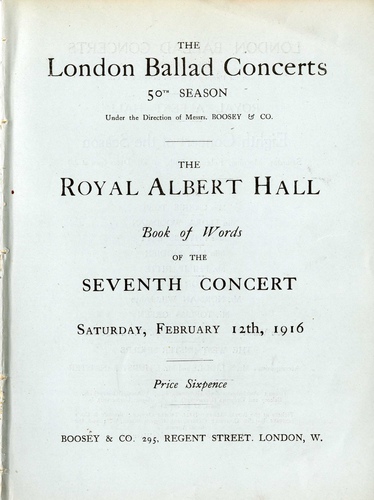 THE
London Ballad Concerts
50TH SEASON
Under the Direction of Messrs. BOOSEY & CO.
THE
ROYAL ALBERT HALL
Book of Words
OF THE
SEVENTH CONCERT
SATURDAY, FEBRUARY 12th, 1916
Price Sixpence
BOOSEY & CO. 295, REGENT STREET. LONDON, W.